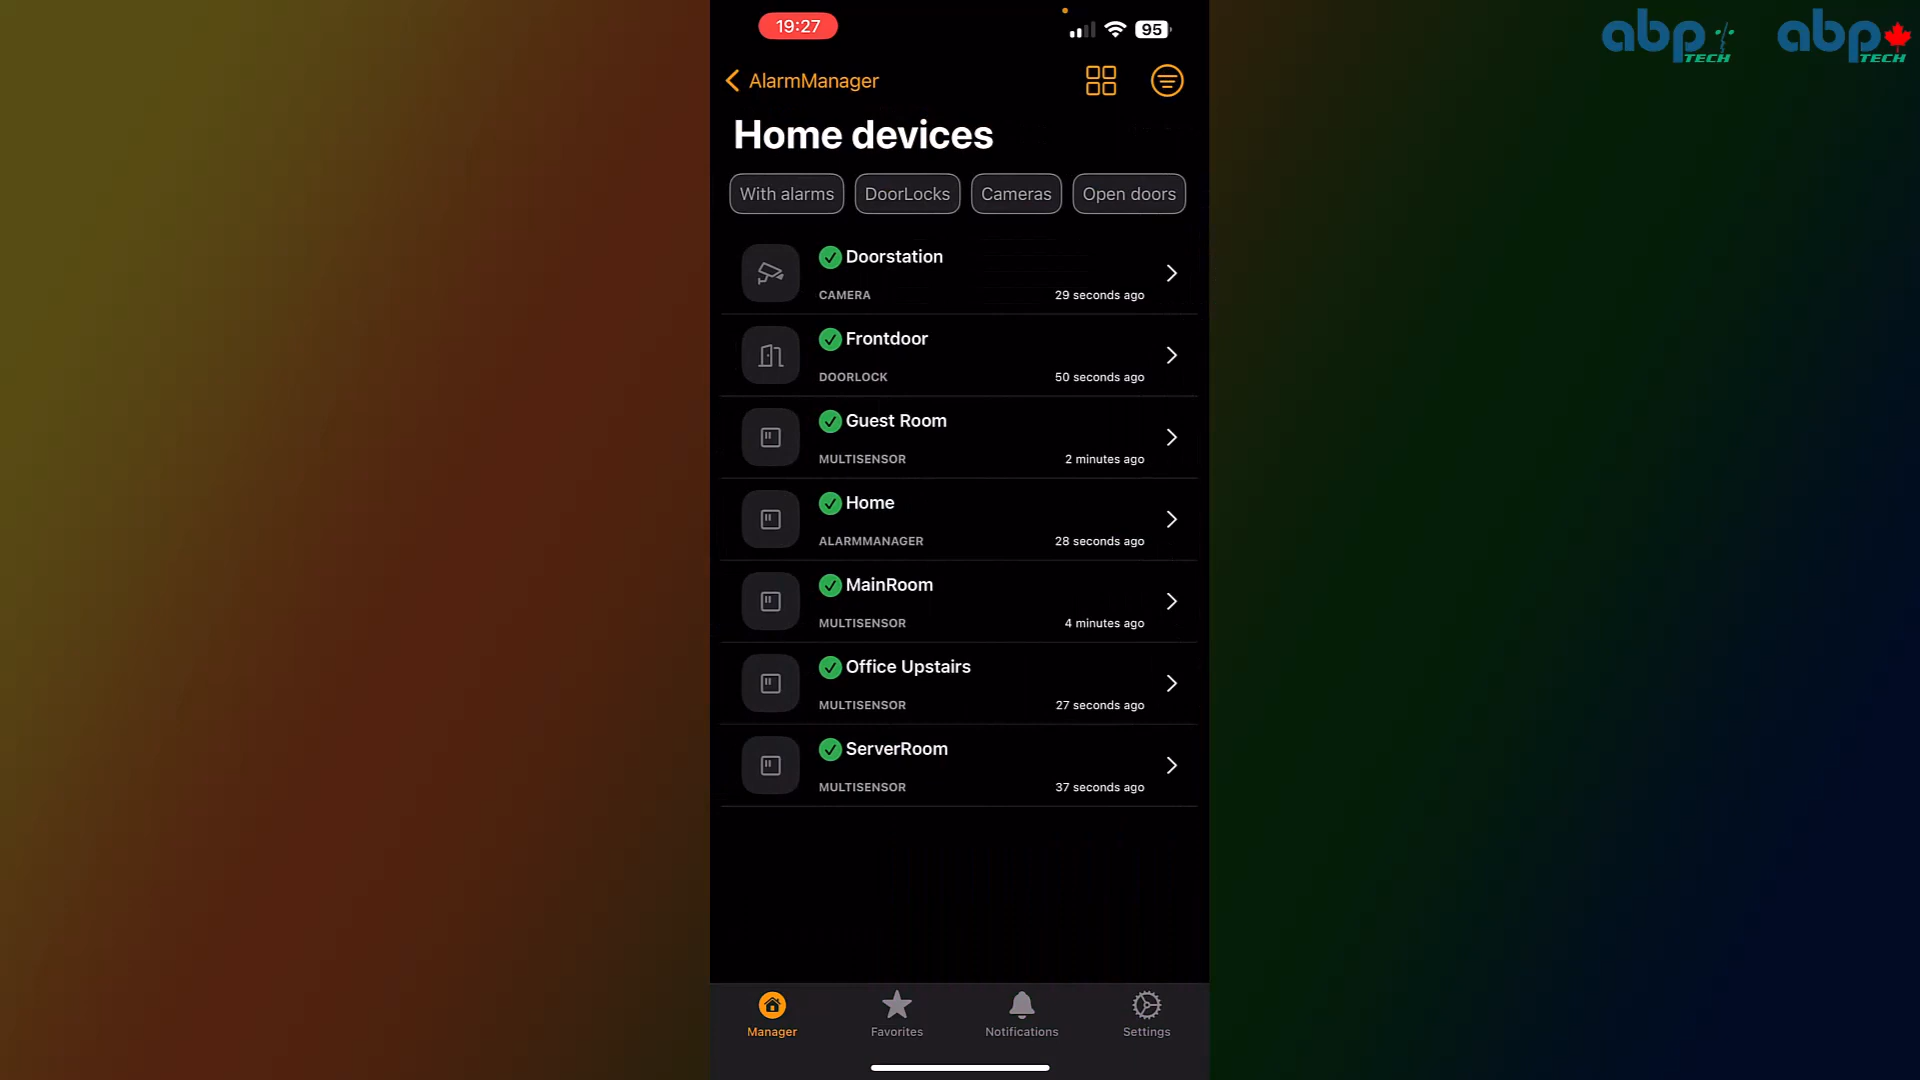 19:27
95
abp TECH
abp TECH
AlarmManager
Home devices
With alarms
DoorLocks
Cameras
Open doors
Doorstation
CAMERA
29 seconds ago
Frontdoor
DOORLOCK
50 seconds ago
Guest Room
MULTISENSOR
2 minutes ago
Home
ALARMMANAGER
28 seconds ago
MainRoom
MULTISENSOR
4 minutes ago
Office Upstairs
MULTISENSOR
27 seconds ago
ServerRoom
MULTISENSOR
37 seconds ago
Manager
Favorites
Notifications
Settings